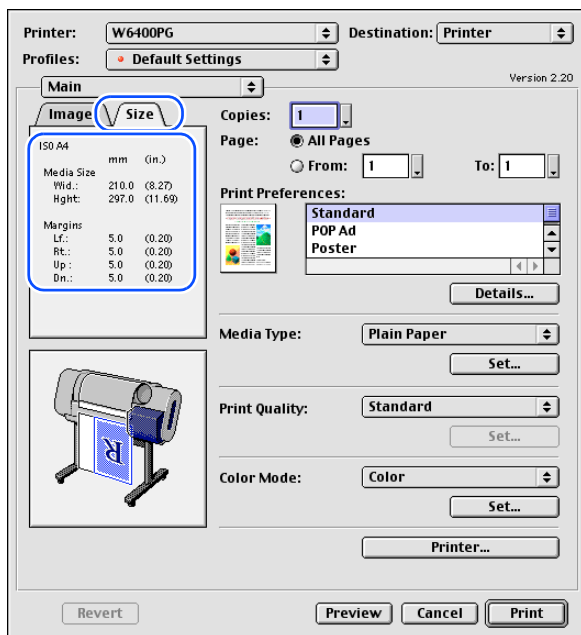 Printer: W6400PG Destination: Printer
Profiles: Default Settings
Version 2.20
Main
Image Size
ISO A4
mm (in.)
Media Size
Wid.: 210.0 (8.27)
Hght: 297.0 (11.69)
Margins
Lf.: 5.0 (0.20)
Rt.: 5.0 (0.20)
Up : 5.0 (0.20)
Dn.: 5.0 (0.20)
Copies: 1
Page: All Pages
From: 1 To: 1
Print Preferences:
Standard
POP Ad
Poster
Details...
Media Type: Plain Paper
Set...
Print Quality: Standard
Set...
Color Mode: Color
Set...
Printer...
R
Revert Preview Cancel Print